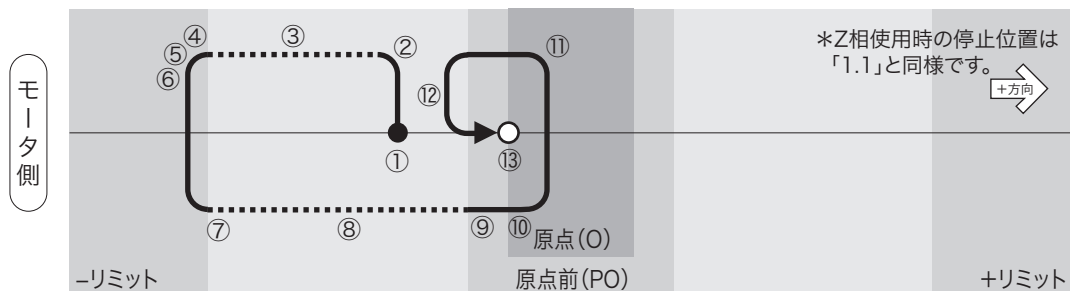 モータ側
④
⑤
⑥
③
②
⑪
⑫
①
⑬
⑦
⑧
⑨
⑩
*Z相使用時の停止位置は
「1.1」と同様です。
+方向
原点(O)
−リミット
原点前(PO)
+リミット